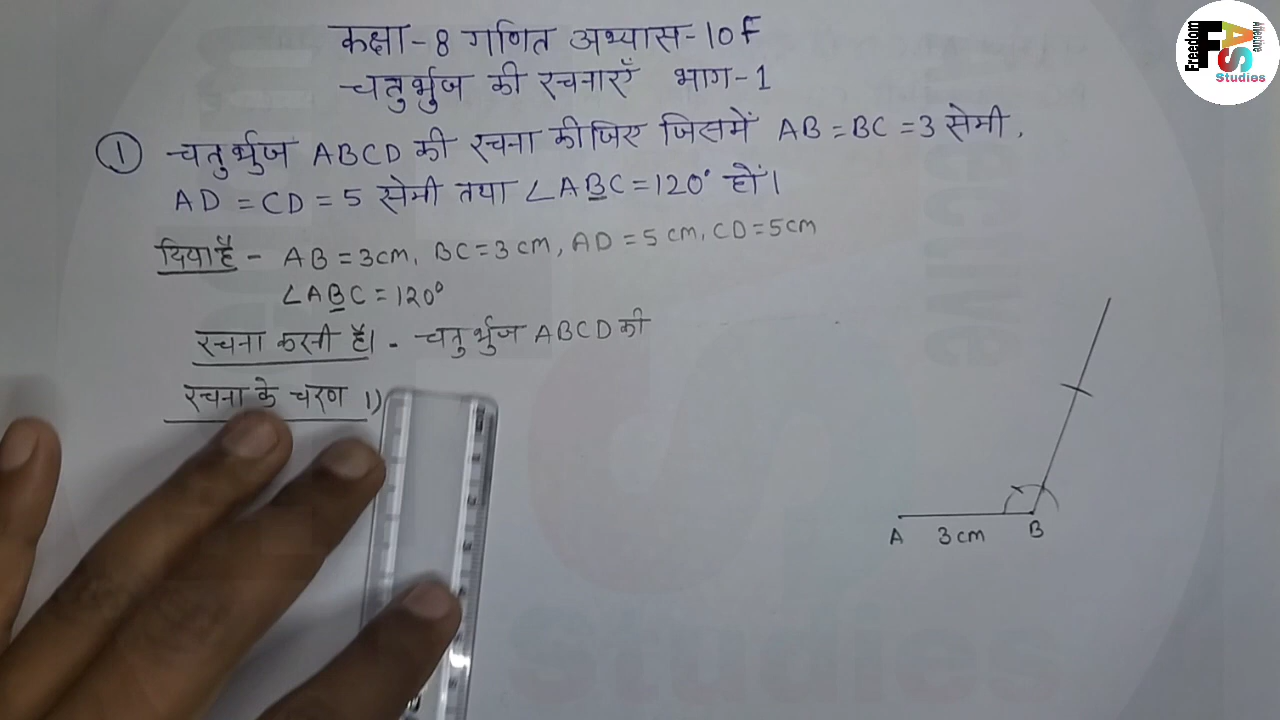 कक्षा-8 गणित अभ्यास-10F
चतुर्भुज की रचनाएँ भाग-1
① चतुर्भुज ABCD की रचना कीजिए जिसमें AB=BC=3 सेमी,
AD=CD=5 सेमी तथा ∠ABC=120° हों।
दिया है - AB=3cm, BC=3cm, AD=5cm, CD=5cm
∠ABC=120°
रचना करनी है। - चतुर्भुज ABCD की
रचना के चरण 1)
A 3cm B
Freedom
FAS
Affective
Studies